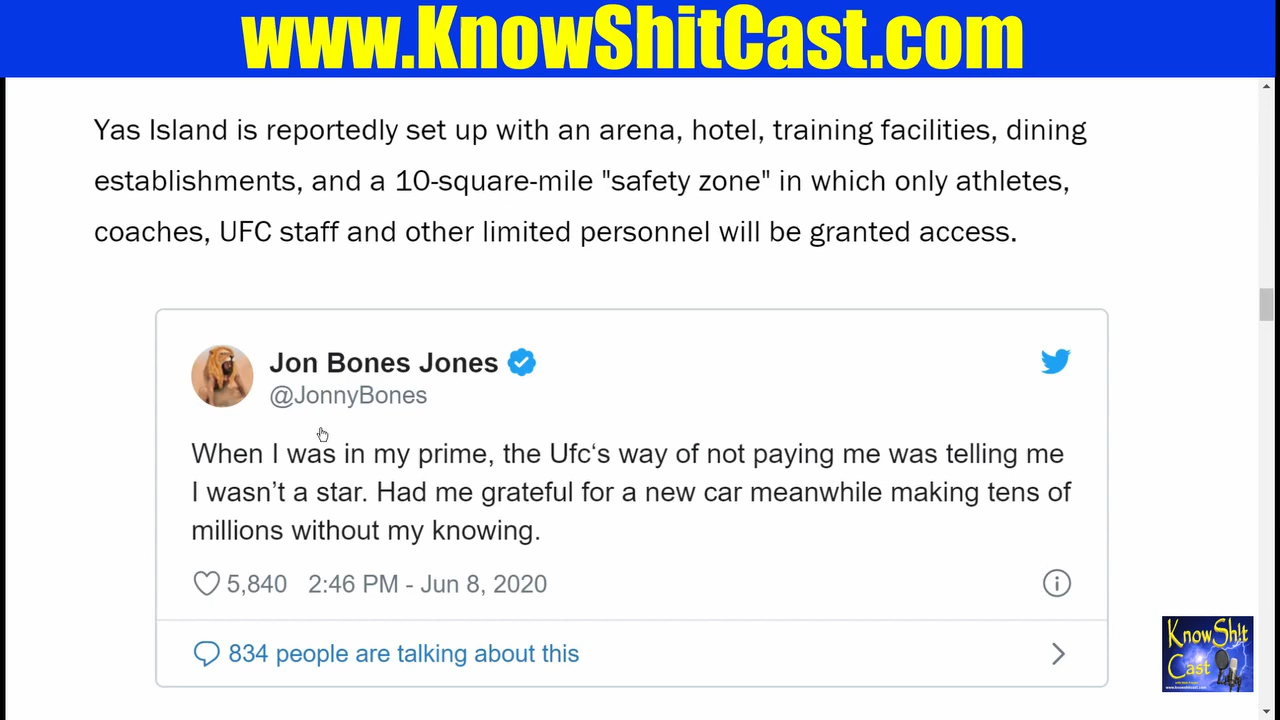 www.KnowShitCast.com
Yas Island is reportedly set up with an arena, hotel, training facilities, dining
establishments, and a 10-square-mile "safety zone" in which only athletes,
coaches, UFC staff and other limited personnel will be granted access.
Jon Bones Jones
@JonnyBones
When I was in my prime, the Ufc‘s way of not paying me was telling me
I wasn’t a star. Had me grateful for a new car meanwhile making tens of
millions without my knowing.
5,840 2:46 PM - Jun 8, 2020
834 people are talking about this
KnowSh!t
Cast
www.knowshitcast.com